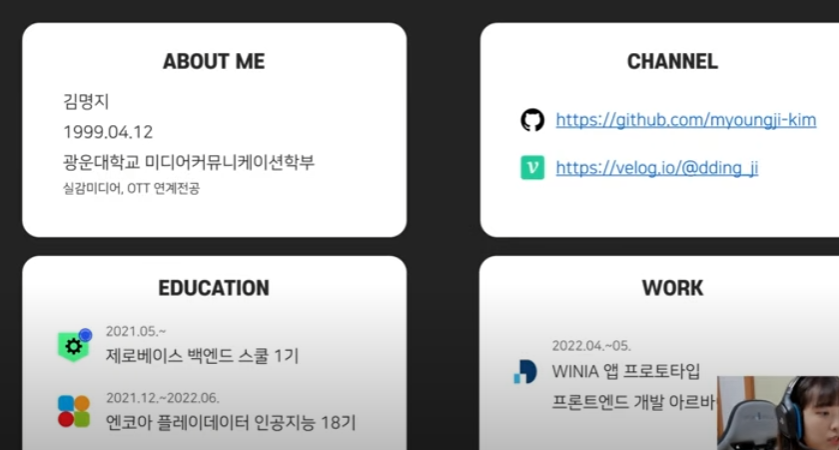 ABOUT ME
김명지
1999.04.12
광운대학교 미디어커뮤니케이션학부
실감미디어, OTT 연계전공
CHANNEL
https://github.com/myoungji-kim
https://velog.io/@dding_ji
EDUCATION
2021.05.~
제로베이스 백엔드 스쿨 1기
2021.12.~2022.06.
엔코아 플레이데이터 인공지능 18기
WORK
2022.04.~05.
WINIA 앱 프로토타입
프론트엔드 개발